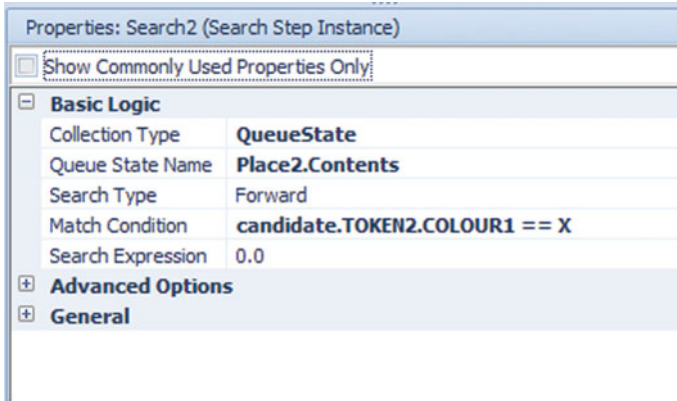 Properties: Search2 (Search Step Instance)
Show Commonly Used Properties Only
Basic Logic
Collection Type QueueState
Queue State Name Place2.Contents
Search Type Forward
Match Condition candidate.TOKEN2.COLOUR1 == X
Search Expression 0.0
Advanced Options
General